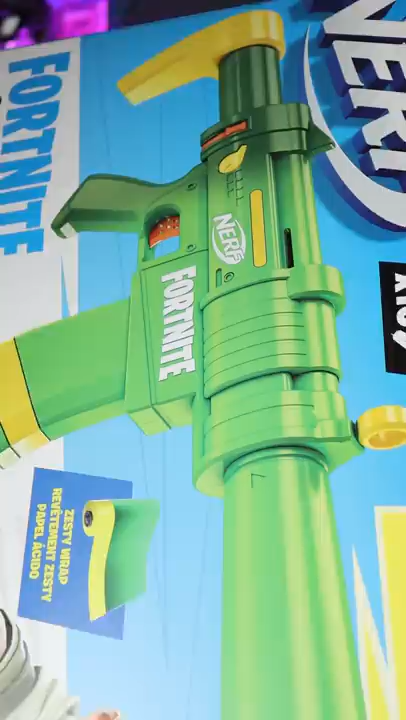 FORTNITE
NERF
NERF
FORTNITE
ZESTY WRAP
REVÊTEMENT ZESTY
PAPEL ÁCIDO